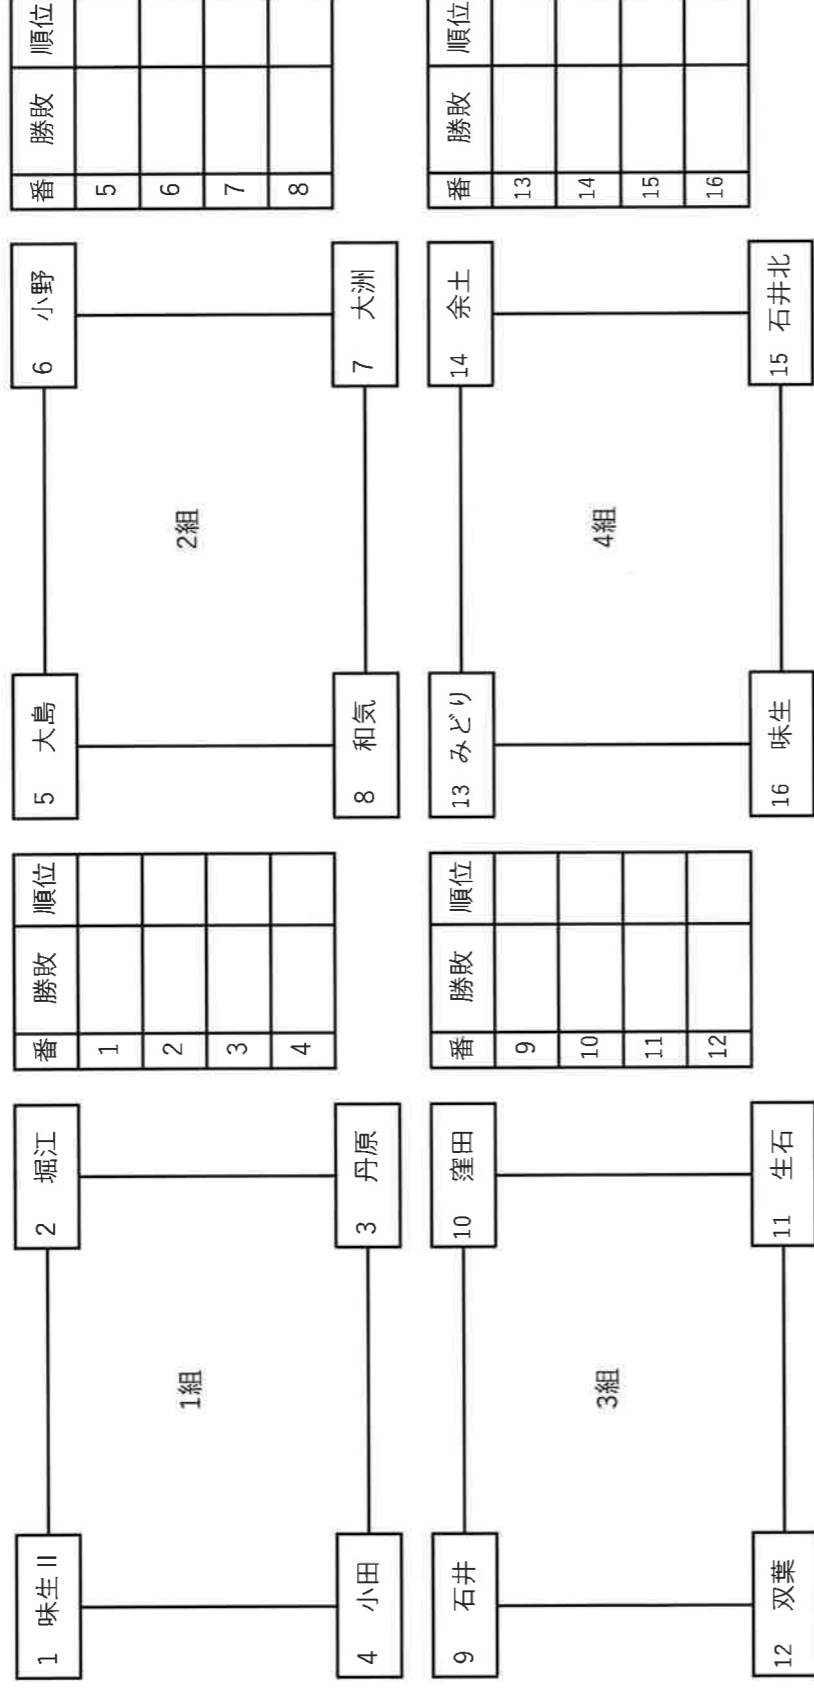 1 味生Ⅱ
2 堀江
3 丹原
4 小田
1組
番 勝敗 順位
1
2
3
4
5 大島
6 小野
7 大洲
8 和気
2組
番 勝敗 順位
5
6
7
8
9 石井
10 窪田
11 生石
12 双葉
3組
番 勝敗 順位
9
10
11
12
13 みどり
14 余土
15 石井北
16 味生
4組
番 勝敗 順位
13
14
15
16